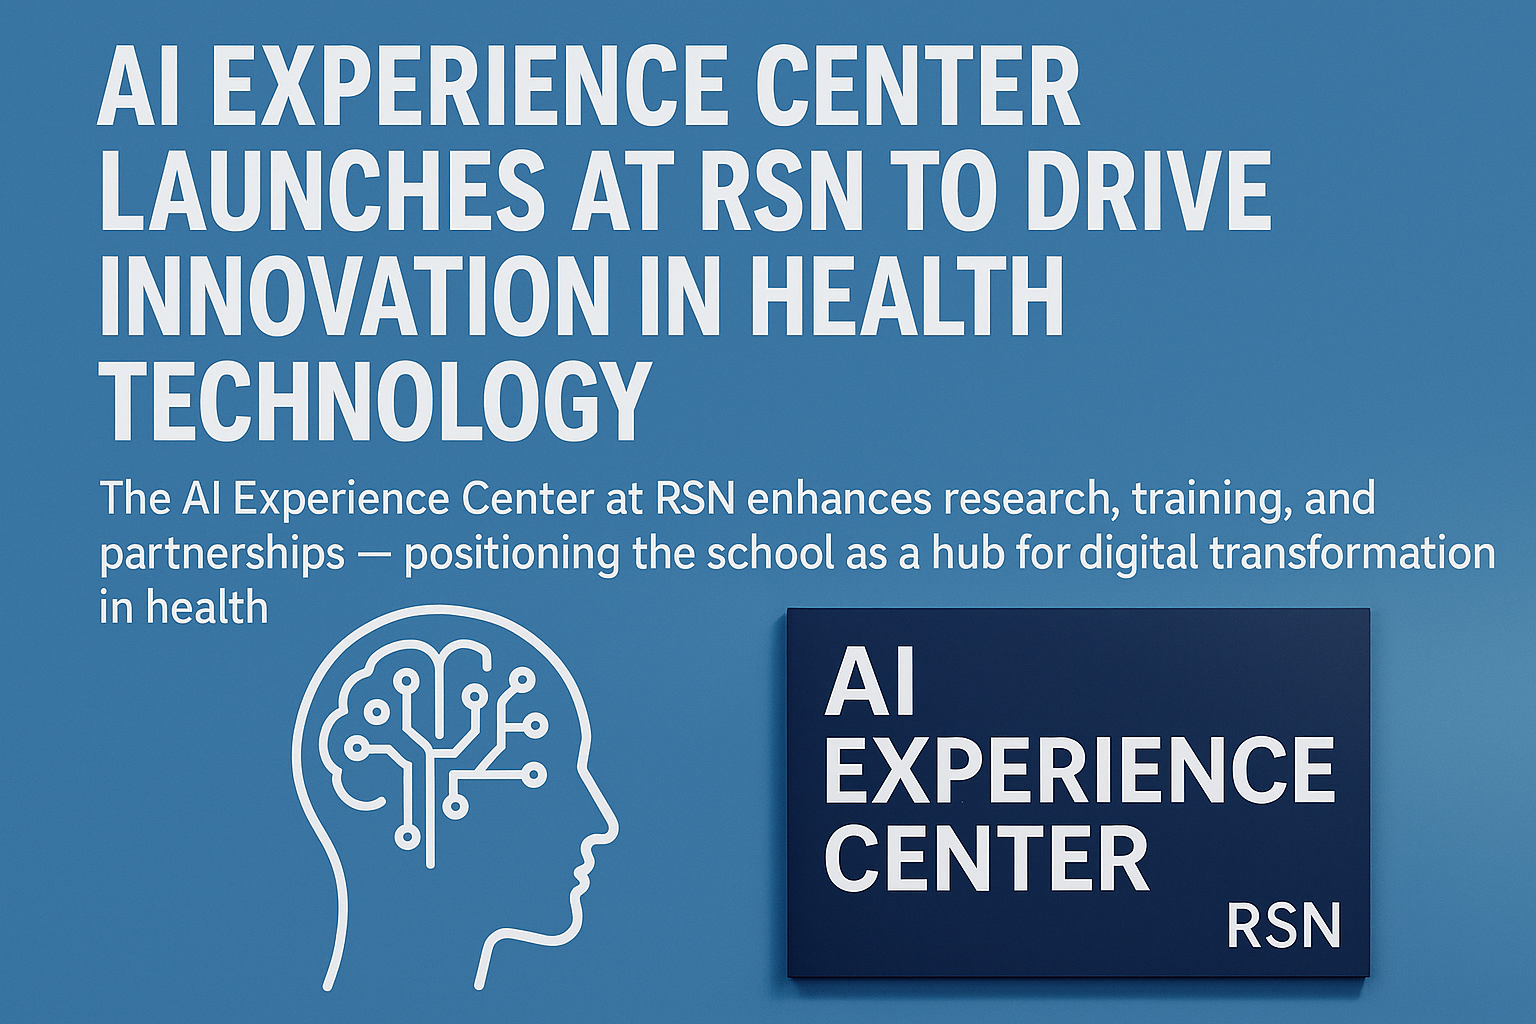 AI EXPERIENCE CENTER
LAUNCHES AT RSN TO DRIVE
INNOVATION IN HEALTH
TECHNOLOGY
The AI Experience Center at RSN enhances research, training, and
partnerships — positioning the school as a hub for digital transformation
in health
AI
EXPERIENCE
CENTER
RSN